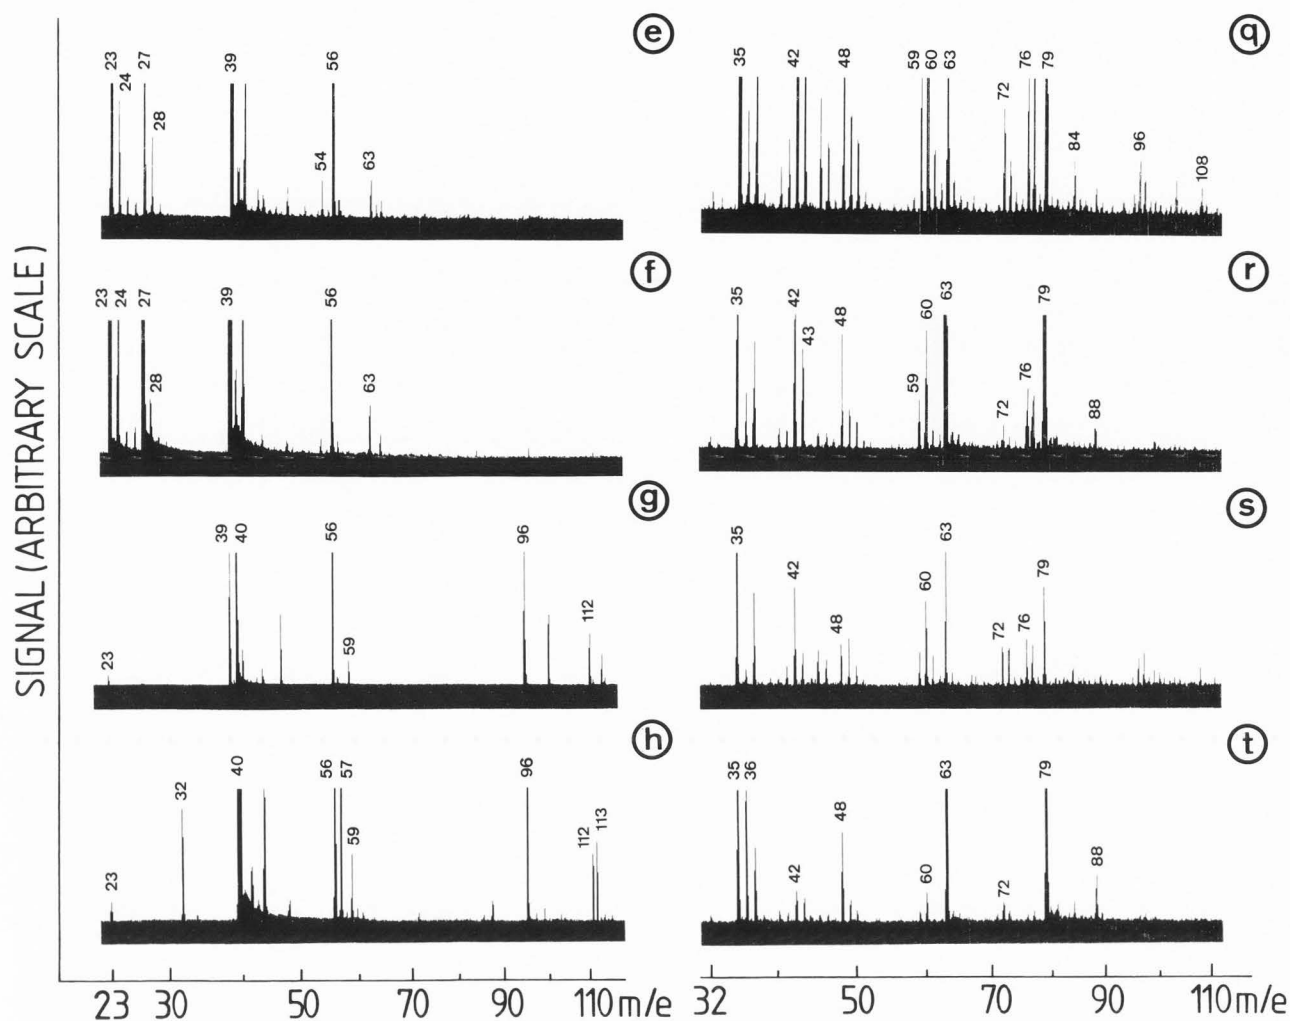 SIGNAL (ARBITRARY SCALE)
e
23 24 27 28 39 54 56 63
f
23 24 27 28 39 56 63
g
23 39 40 56 59 96 112
h
23 32 40 56 57 59 96 112 113
23 30 50 70 90 110 m/e
q
35 42 48 59 60 63 72 76 79 84 96 108
r
35 42 43 48 59 60 63 72 76 79 88
s
35 42 48 60 63 72 76 79
t
35 36 42 48 60 63 72 79 88
32 50 70 90 110 m/e